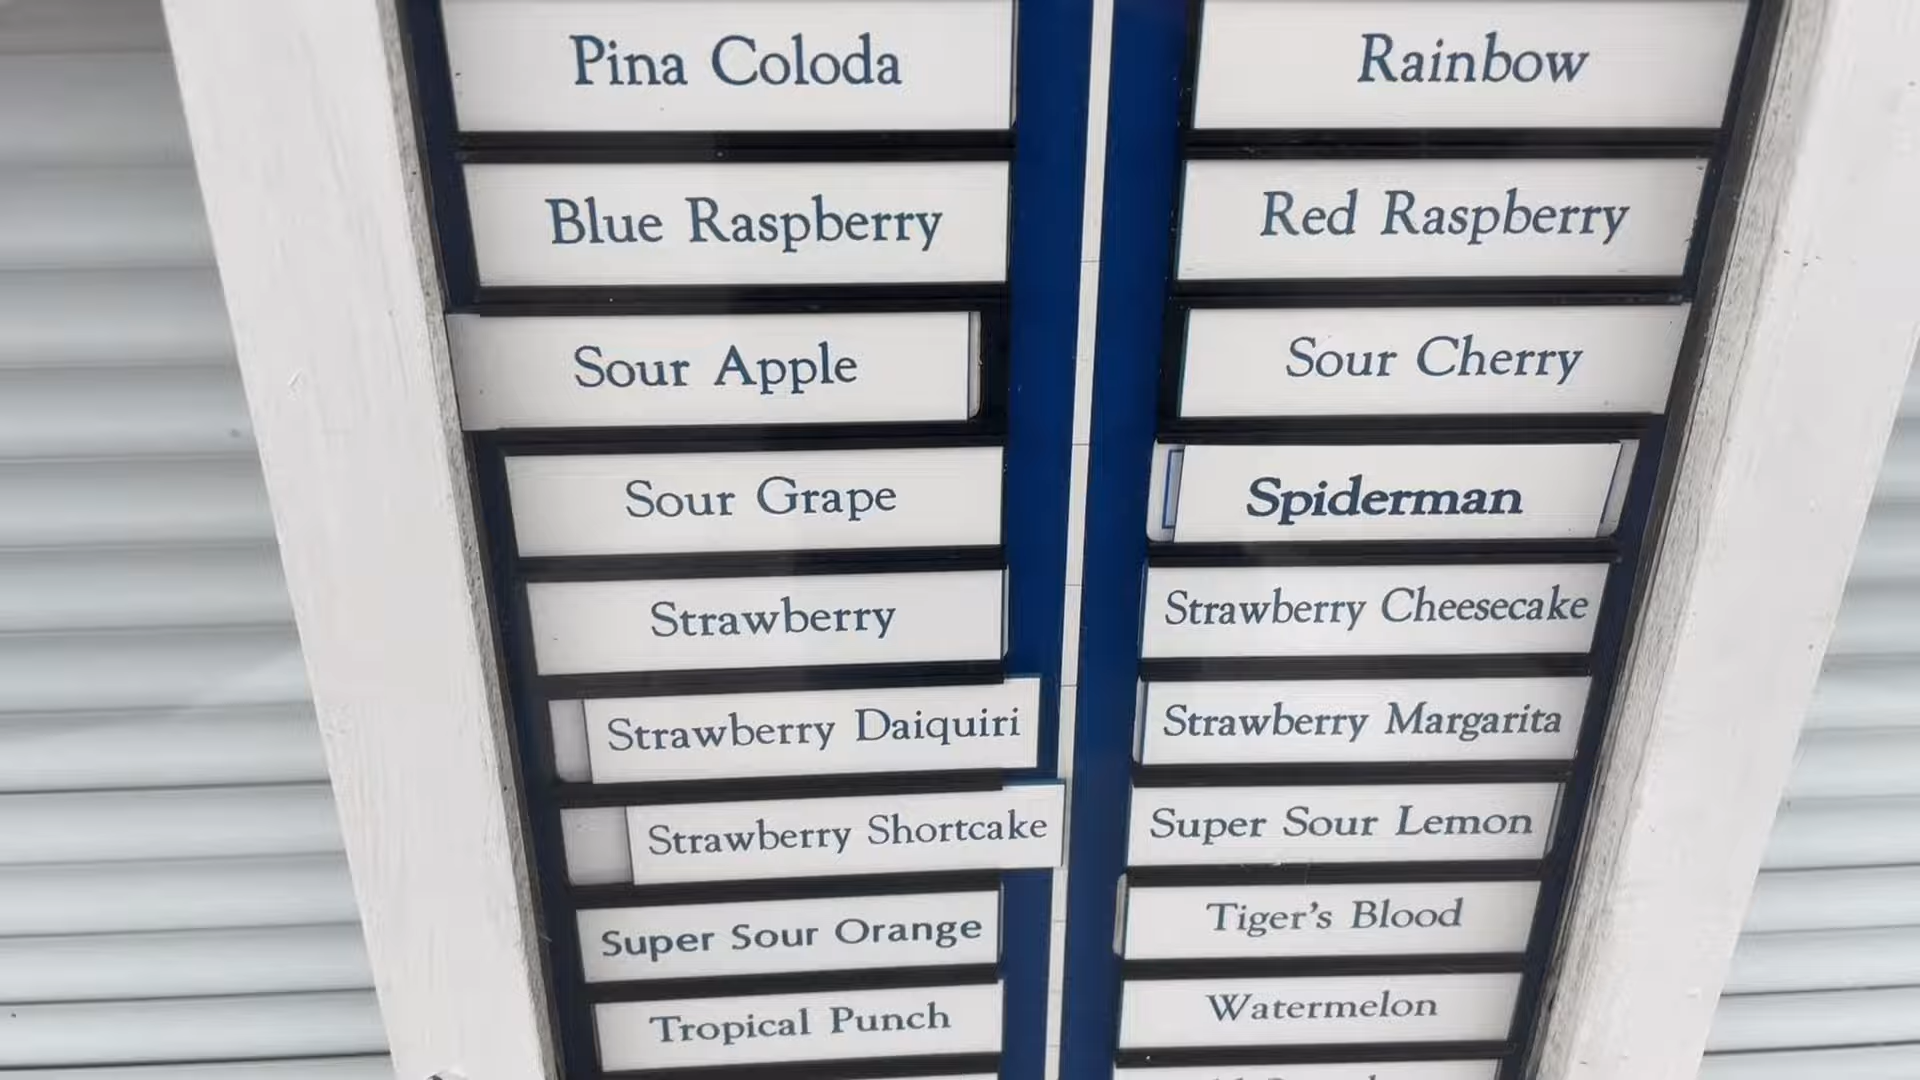 Pina Coloda
Rainbow
Blue Raspberry
Red Raspberry
Sour Apple
Sour Cherry
Sour Grape
Spiderman
Strawberry
Strawberry Cheesecake
Strawberry Daiquiri
Strawberry Margarita
Strawberry Shortcake
Super Sour Lemon
Super Sour Orange
Tiger's Blood
Tropical Punch
Watermelon